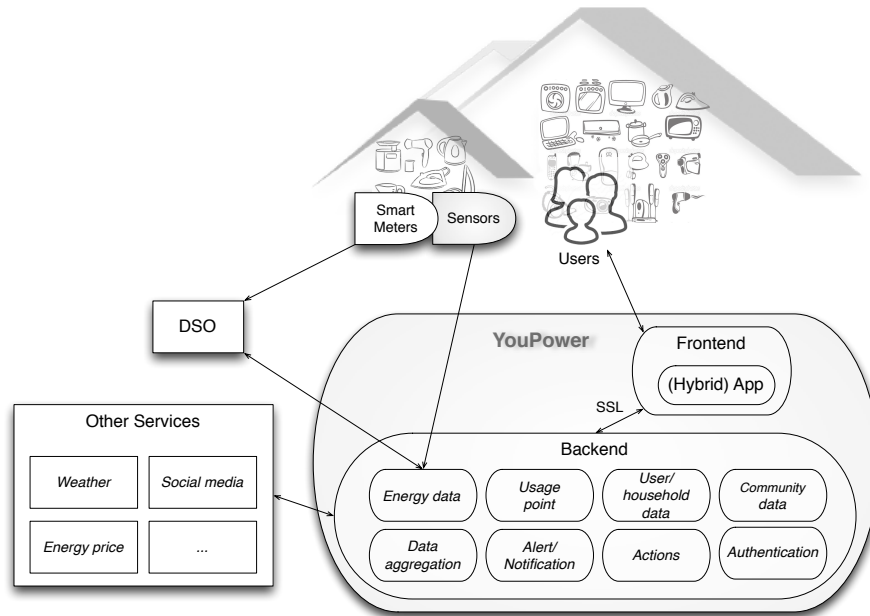 Smart
Meters
Sensors
Users
DSO
YouPower
Frontend
(Hybrid) App
SSL
Other Services
Weather
Social media
Energy price
...
Backend
Energy data
Usage
point
User/
household
data
Community
data
Data
aggregation
Alert/
Notification
Actions
Authentication